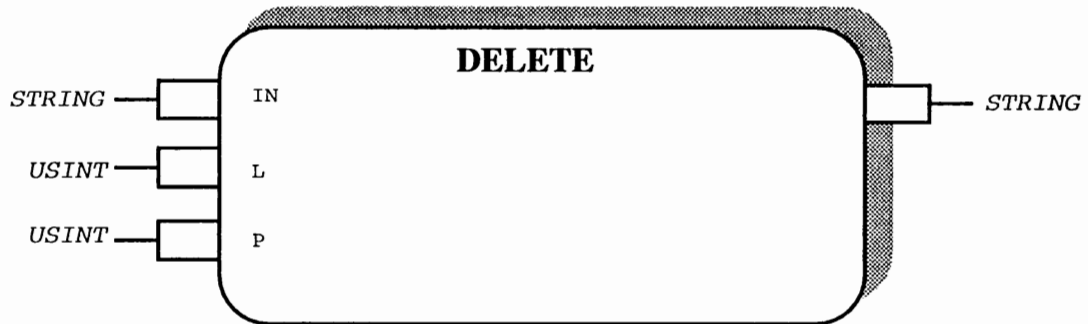 DELETE
STRING IN STRING
USINT L
USINT P